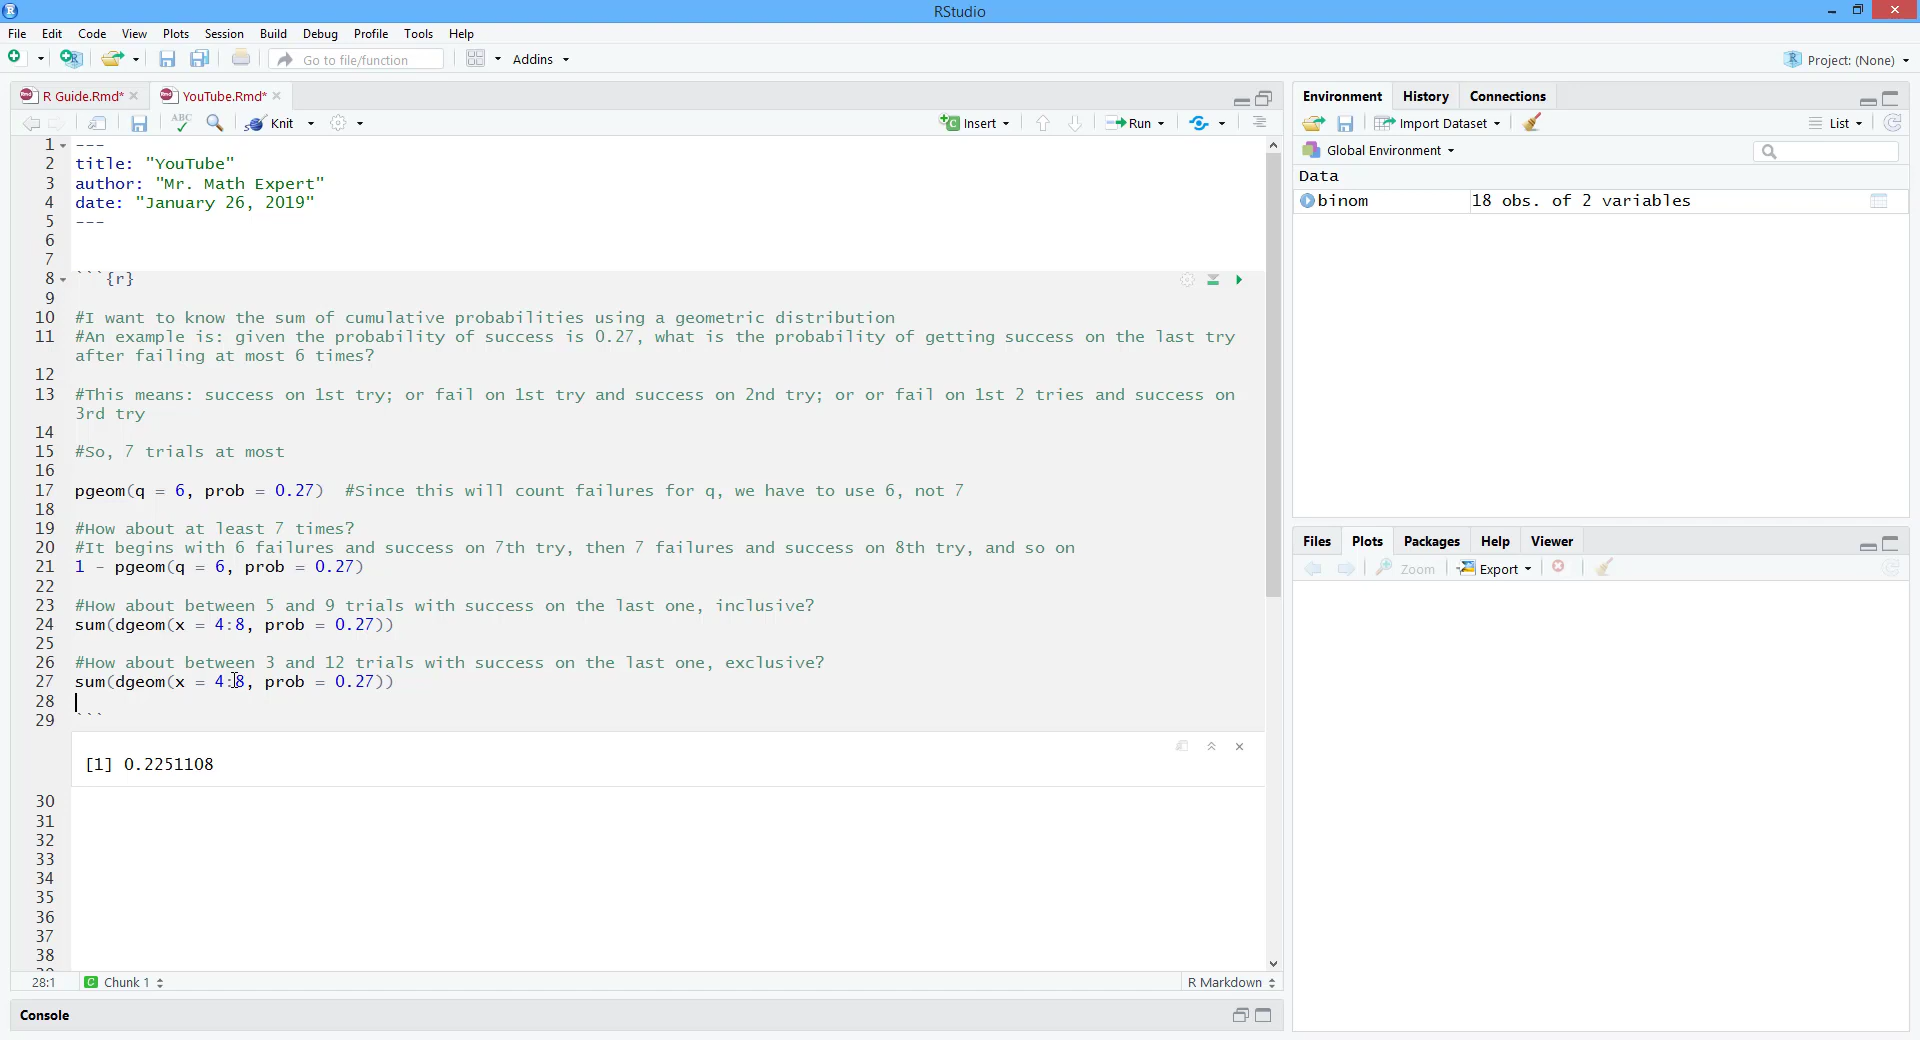 RStudio
File Edit Code View Plots Session Build Debug Profile Tools Help
Go to file/function Addins Project: (None)
R Guide.Rmd* YouTube.Rmd*
ABC Knit Insert Run
1 ---
2 title: "YouTube"
3 author: "Mr. Math Expert"
4 date: "January 26, 2019"
5 ---
6
7
8 ```{r}
9
10 #I want to know the sum of cumulative probabilities using a geometric distribution
11 #An example is: given the probability of success is 0.27, what is the probability of getting success on the last try
after failing at most 6 times?
12
13 #This means: success on 1st try; or fail on 1st try and success on 2nd try; or or fail on 1st 2 tries and success on
3rd try
14
15 #So, 7 trials at most
16
17 pgeom(q = 6, prob = 0.27)  #Since this will count failures for q, we have to use 6, not 7
18
19 #How about at least 7 times?
20 #It begins with 6 failures and success on 7th try, then 7 failures and success on 8th try, and so on
21 1 - pgeom(q = 6, prob = 0.27)
22
23 #How about between 5 and 9 trials with success on the last one, inclusive?
24 sum(dgeom(x = 4:8, prob = 0.27))
25
26 #How about between 3 and 12 trials with success on the last one, exclusive?
27 sum(dgeom(x = 4:8, prob = 0.27))
28
29 ```
[1] 0.2251108
30
31
32
33
34
35
36
37
38
28:1 Chunk 1 R Markdown
Console
Environment History Connections
Import Dataset List
Global Environment
Data
binom 18 obs. of 2 variables
Files Plots Packages Help Viewer
Zoom Export